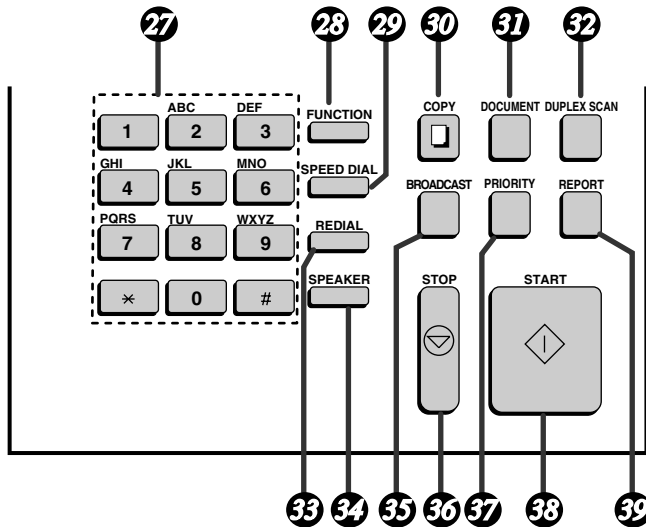 27 28 29 30 31 32
COPY DOCUMENT DUPLEX SCAN
ABC DEF FUNCTION
1 2 3
GHI JKL MNO SPEED DIAL
4 5 6
BROADCAST PRIORITY REPORT
PQRS TUV WXYZ REDIAL
7 8 9
SPEAKER STOP START
* 0 #
33 34 35 36 37 38 39